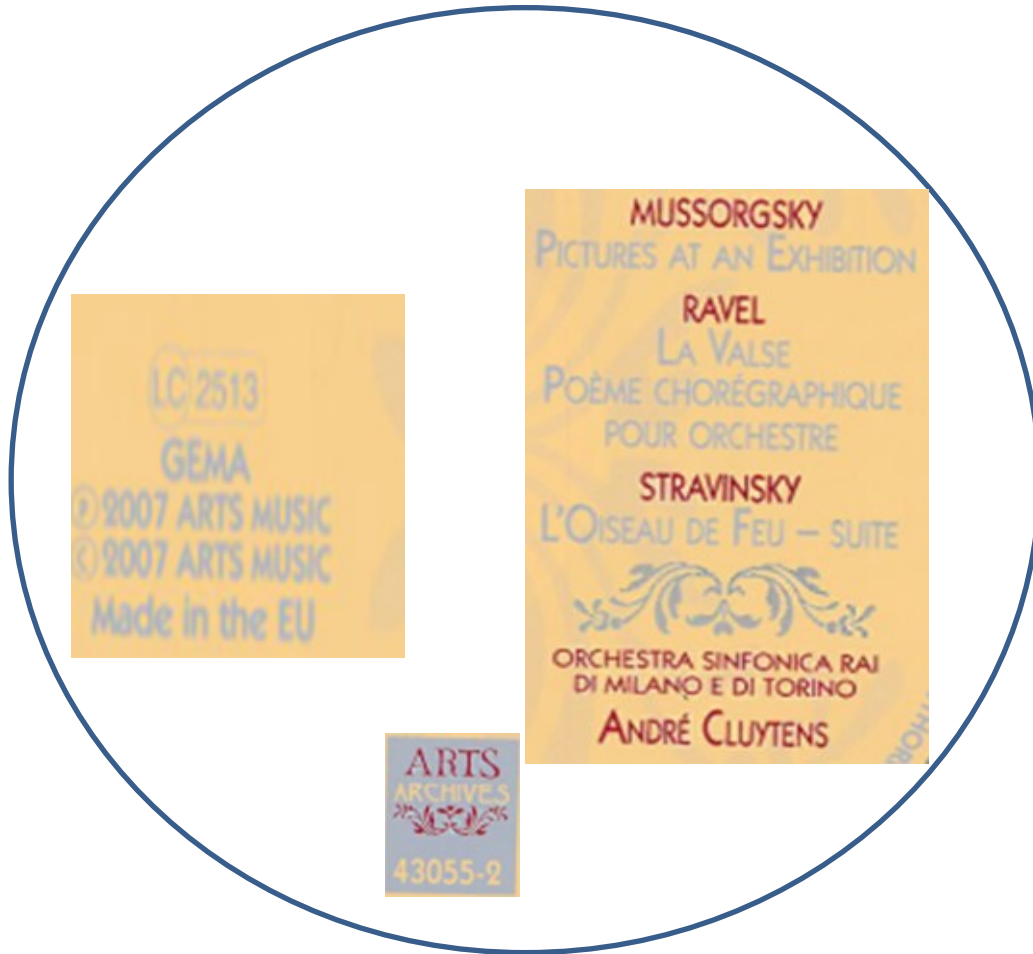 MUSSORGSKY
PICTURES AT AN EXHIBITION
RAVEL
LA VALSE
POÈME CHORÉGRAPHIQUE
POUR ORCHESTRE
STRAVINSKY
L'OISEAU DE FEU – SUITE
ORCHESTRA SINFONICA RAI
DI MILANO E DI TORINO
ANDRÉ CLUYTENS
LC 2513
GEMA
Ⓟ 2007 ARTS MUSIC
© 2007 ARTS MUSIC
Made in the EU
ARTS
ARCHIVES
43055-2